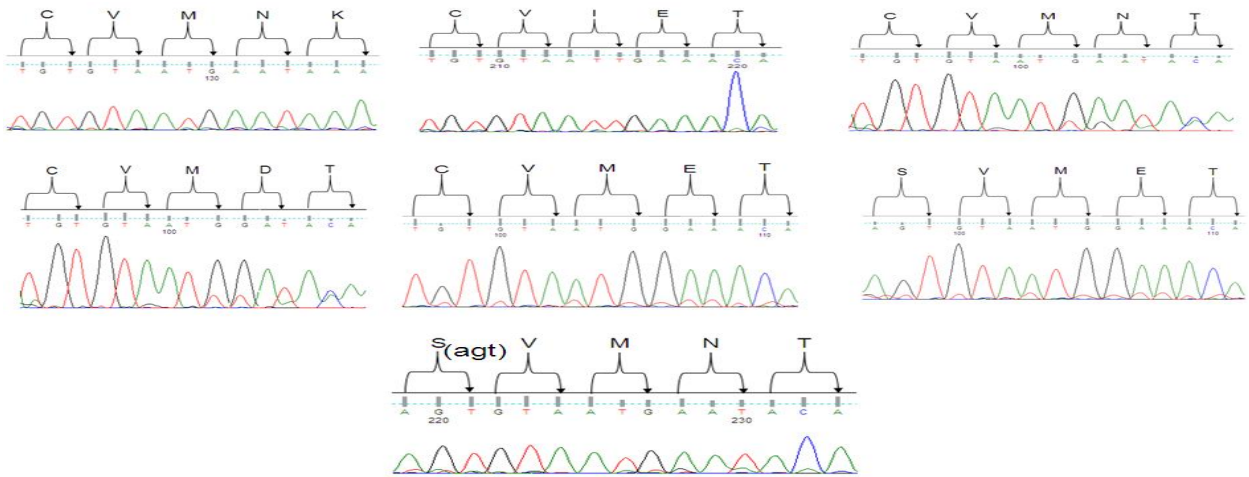 C V M N K
T G T G T A A T G A A T A A A
130
C V I E T
T G T G T A A T T G A A A C A
210 220
C V M N T
T G T G T A A T G A A T A C A
100
C V M D T
T G T G T A A T G G A T A C A
100
C V M E T
T G T G T A A T G G A A A C A
100 110
S V M E T
A G T G T A A T G G A A A C A
100 110
S (agt) V M N T
A G T G T A A T G A A T A C A
220 230